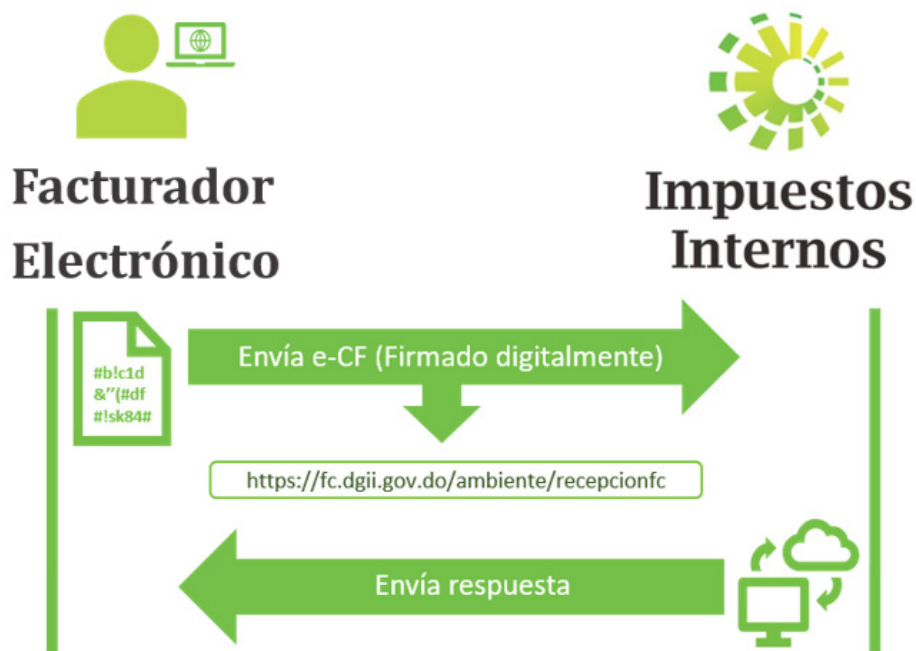 Facturador
Electrónico
Impuestos
Internos
#b!c1d
&"(#df
#!sk84#
Envía e-CF (Firmado digitalmente)
https://fc.dgii.gov.do/ambiente/recepcionfc
Envía respuesta